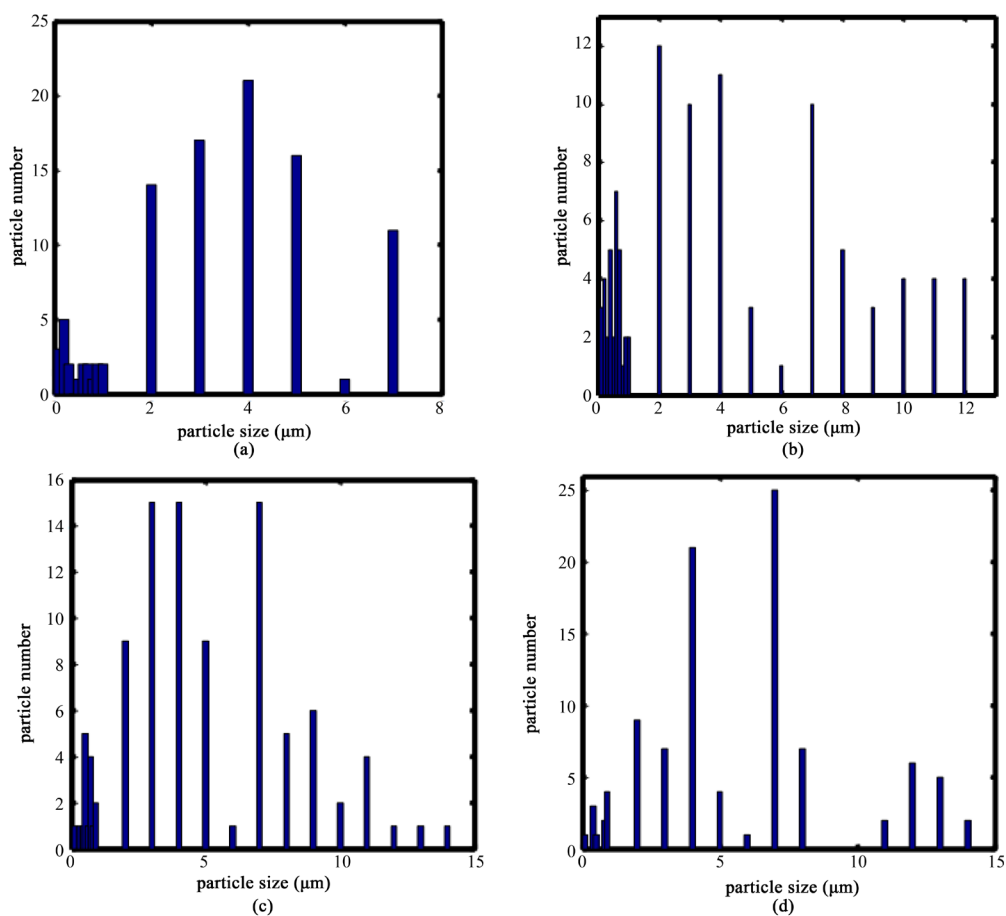 25
20
15
10
5
0
particle number
0 2 4 6 8
particle size (μm)
(a)
12
10
8
6
4
2
0
particle number
0 2 4 6 8 10 12
particle size (μm)
(b)
16
14
12
10
8
6
4
2
0
particle number
0 5 10 15
particle size (μm)
(c)
25
20
15
10
5
0
particle number
0 5 10 15
particle size (μm)
(d)